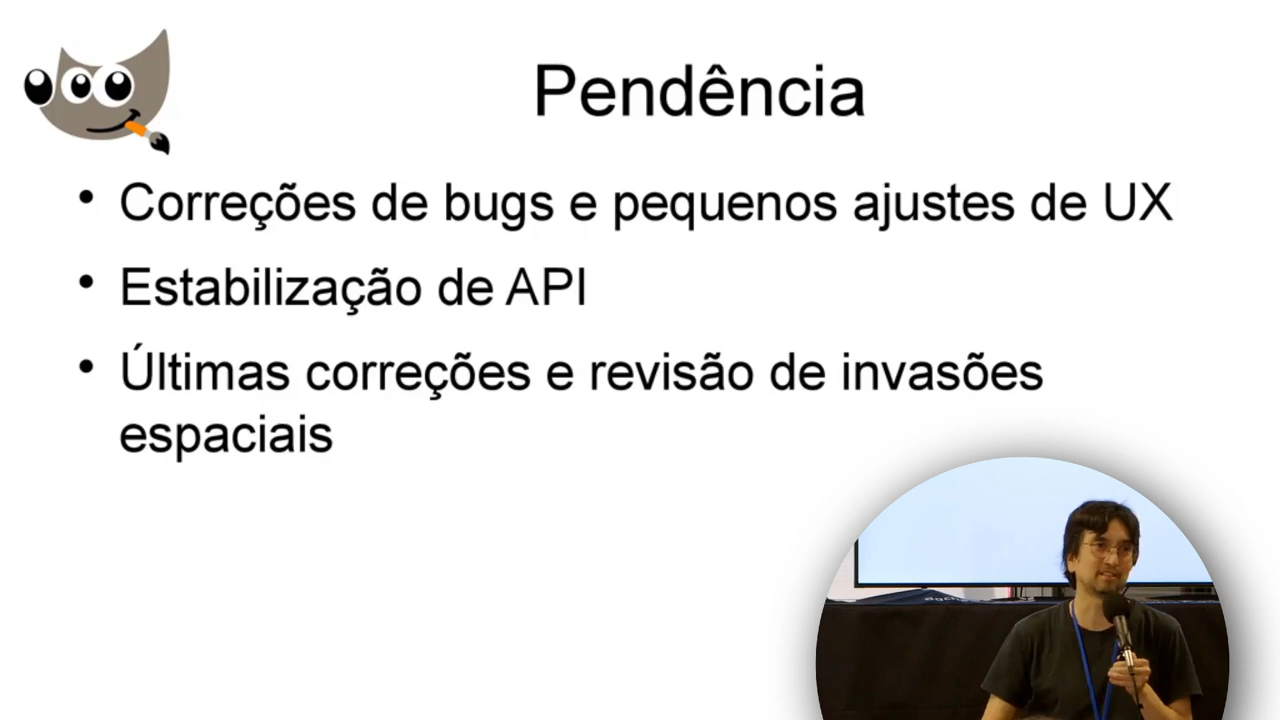 Pendência
• Correções de bugs e pequenos ajustes de UX
• Estabilização de API
• Últimas correções e revisão de invasões
espaciais